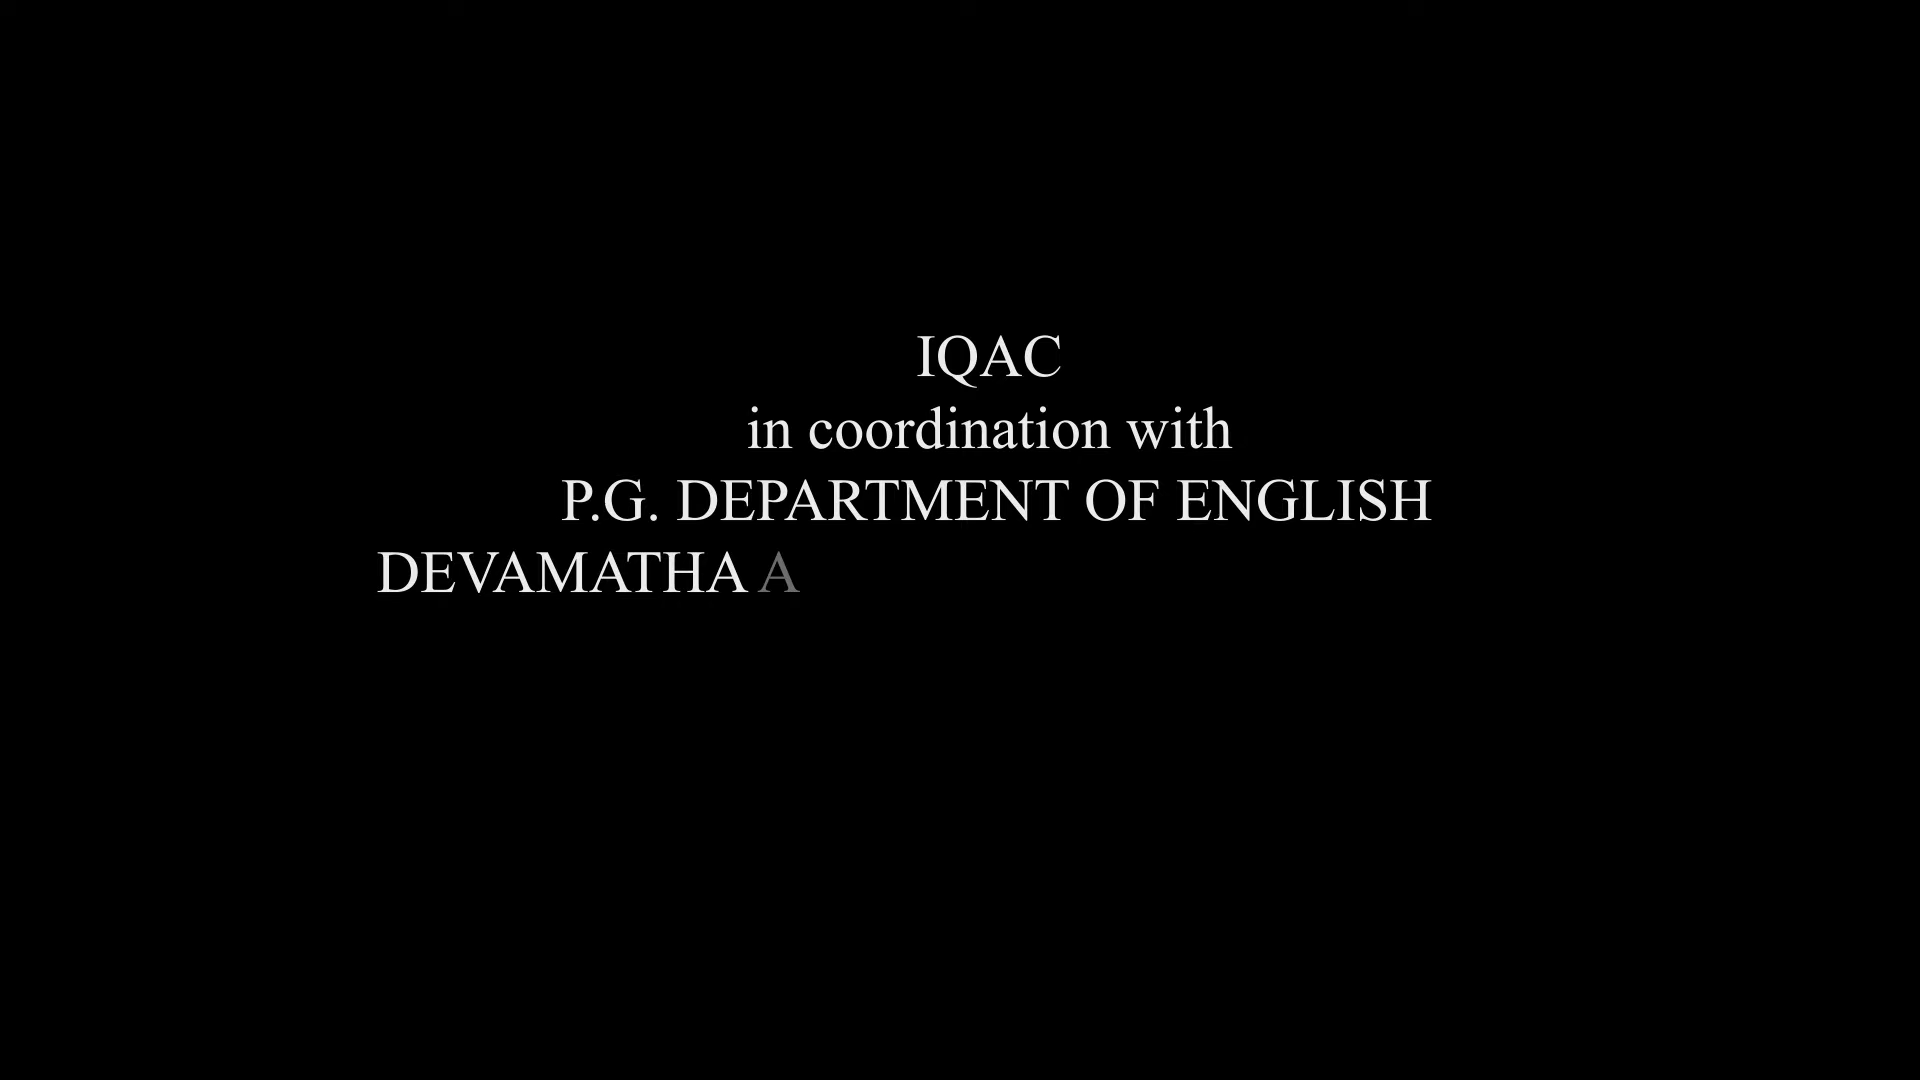 IQAC
in coordination with
P.G. DEPARTMENT OF ENGLISH
DEVAMATHA A